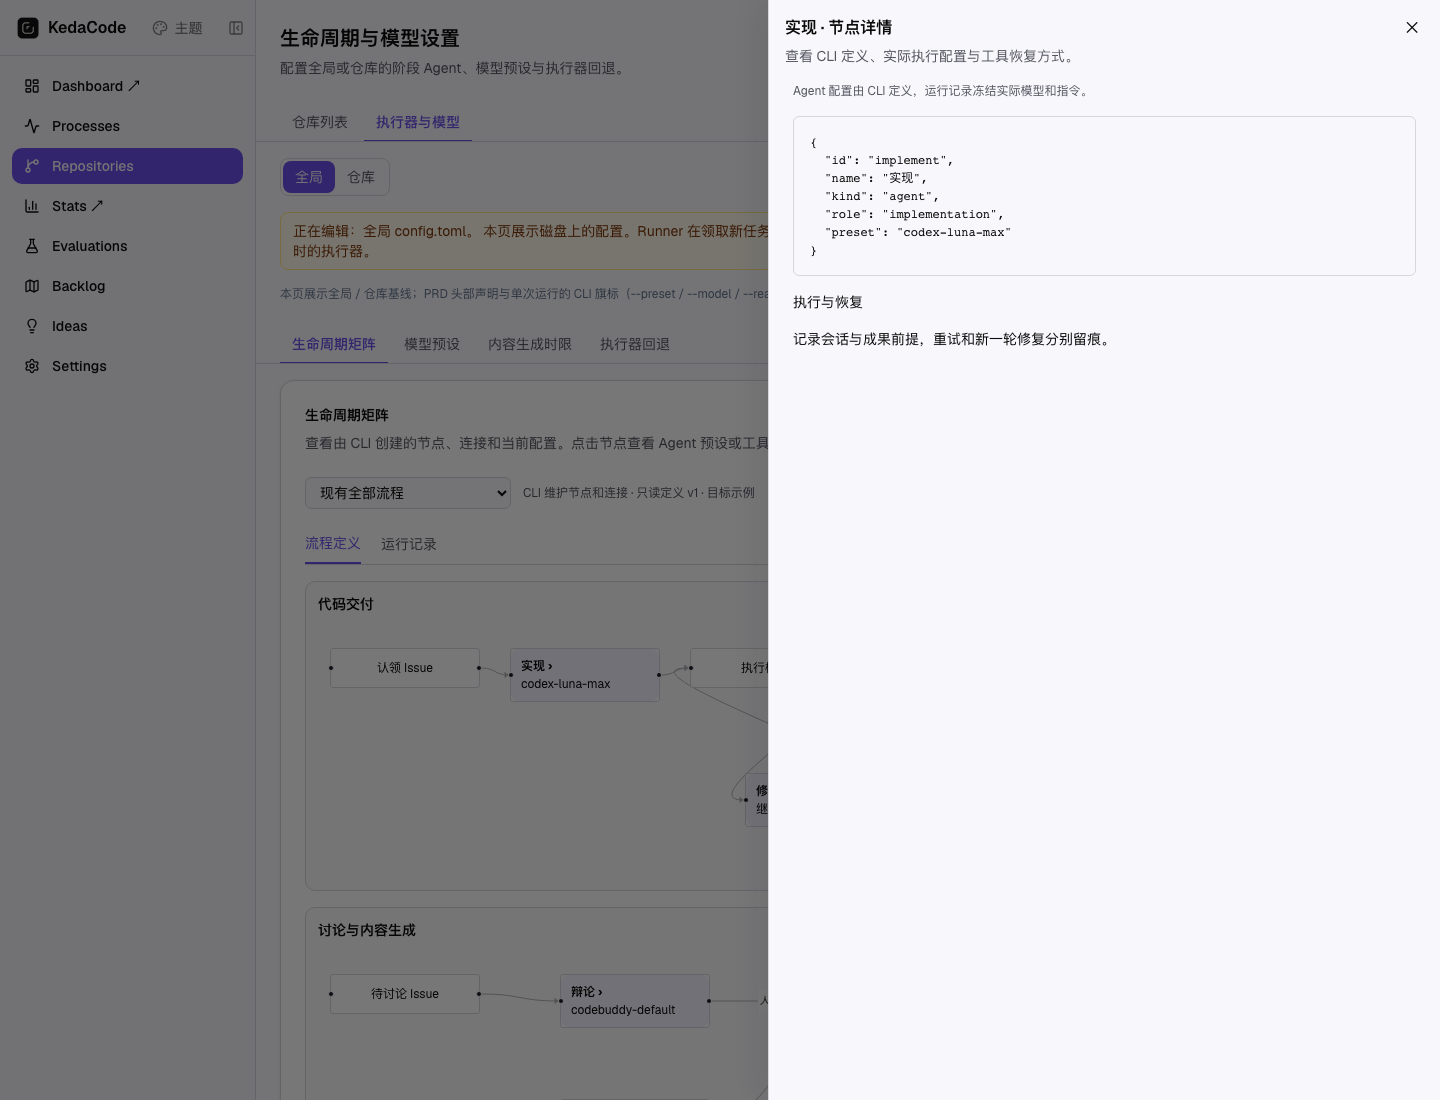 KedaCode
主题
Dashboard ↗
Processes
Repositories
Stats ↗
Evaluations
Backlog
Ideas
Settings
生命周期与模型设置
配置全局或仓库的阶段 Agent、模型预设与执行器回退。
仓库列表
执行器与模型
全局
仓库
正在编辑：全局 config.toml。 本页展示磁盘上的配置。Runner 在领取新任务
时的执行器。
本页展示全局 / 仓库基线；PRD 头部声明与单次运行的 CLI 旗标（--preset / --model / --rea
生命周期矩阵
模型预设
内容生成时限
执行器回退
生命周期矩阵
查看由 CLI 创建的节点、连接和当前配置。点击节点查看 Agent 预设或工具
现有全部流程
CLI 维护节点和连接 · 只读定义 v1 · 目标示例
流程定义
运行记录
代码交付
认领 Issue
实现 ›
codex-luna-max
执行
修
继
讨论与内容生成
待讨论 Issue
辩论 ›
codebuddy-default
人
实现 · 节点详情
查看 CLI 定义、实际执行配置与工具恢复方式。
Agent 配置由 CLI 定义，运行记录冻结实际模型和指令。
{
"id": "implement",
"name": "实现",
"kind": "agent",
"role": "implementation",
"preset": "codex-luna-max"
}
执行与恢复
记录会话与成果前提，重试和新一轮修复分别留痕。